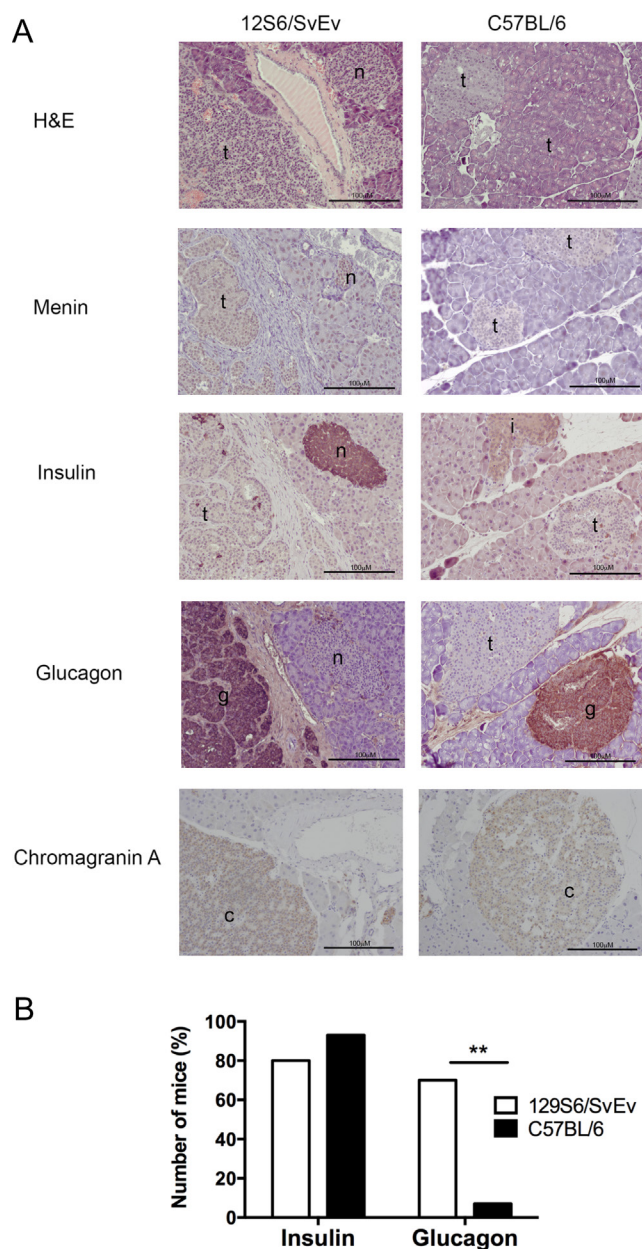 A
12S6/SvEv C57BL/6
H&E
t n t t
100μM 100μM
Menin
t n t t
100μM 100μM
Insulin
n i
t t
100μM 100μM
Glucagon
g n t g
100μM 100μM
Chromagranin A
c c
100μM 100μM
B
Number of mice (%)
100
80
60
40
20
0
**
129S6/SvEv
C57BL/6
Insulin Glucagon